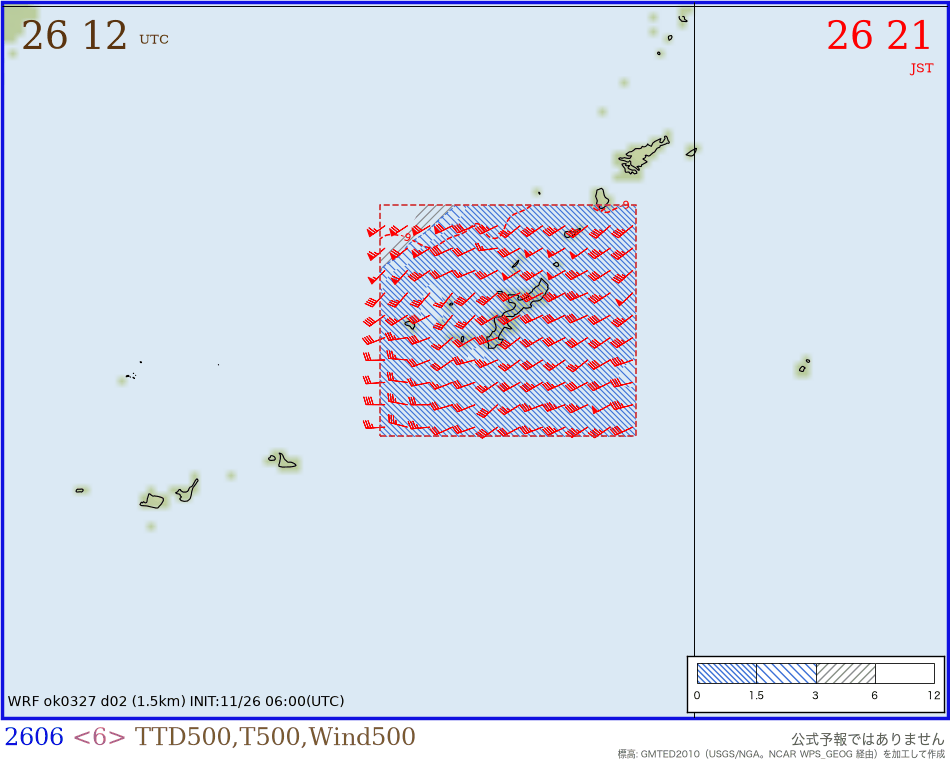 26 12 UTC
26 21
JST
9
-9
WRF ok0327 d02 (1.5km) INIT:11/26 06:00(UTC)
0 1.5 3 6 12
2606 <6> TTD500,T500,Wind500
公式予報ではありません
標高: GMTED2010（USGS/NGA。NCAR WPS_GEOG 経由）を加工して作成